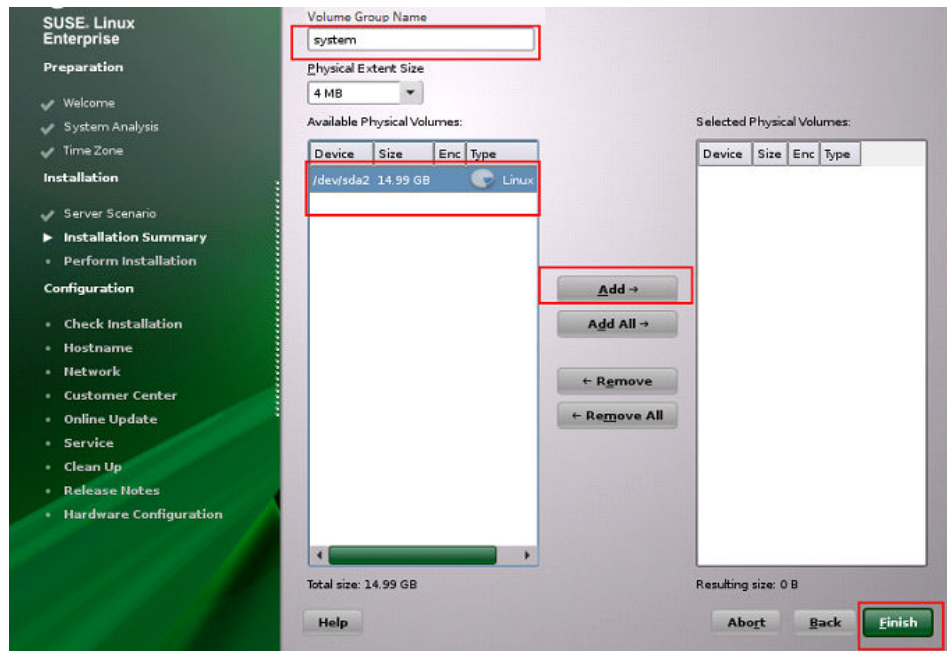 SUSE. Linux
Enterprise
Preparation
Welcome
System Analysis
Time Zone
Installation
Server Scenario
Installation Summary
Perform Installation
Configuration
Check Installation
Hostname
Network
Customer Center
Online Update
Service
Clean Up
Release Notes
Hardware Configuration
Volume Group Name
system
Physical Extent Size
4 MB
Available Physical Volumes:
Device Size Enc Type
/dev/sda2 14.99 GB Linux
Total size: 14.99 GB
Add →
Add All →
← Remove
← Remove All
Selected Physical Volumes:
Device Size Enc Type
Resulting size: 0 B
Help
Abort
Back
Finish